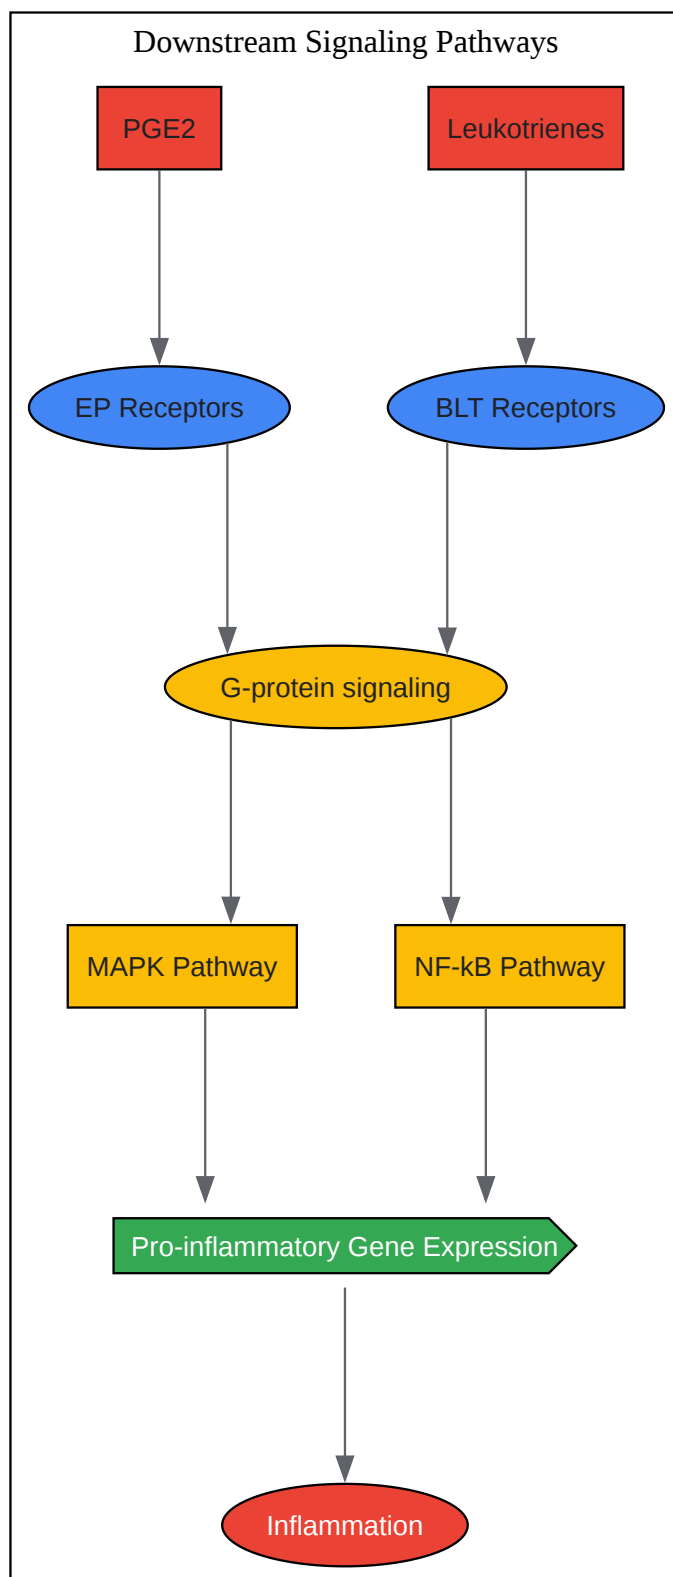 Downstream Signaling Pathways
PGE2
Leukotrienes
EP Receptors
BLT Receptors
G-protein signaling
MAPK Pathway
NF-kB Pathway
Pro-inflammatory Gene Expression
Inflammation